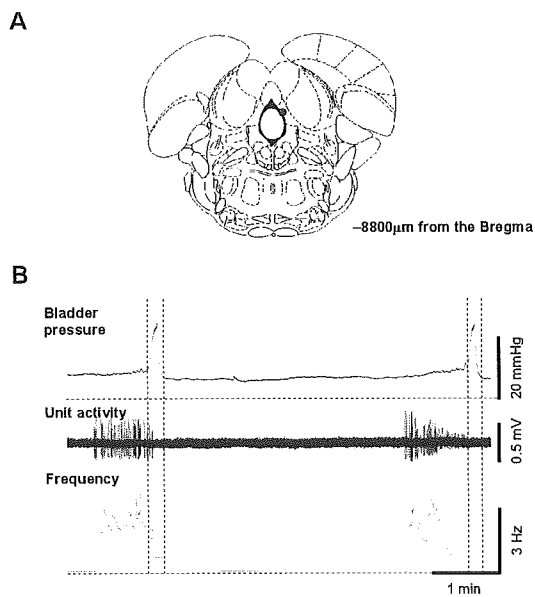 A
−8800µm from the Bregma
B
Bladder
pressure
20 mmHg
Unit activity
0.5 mV
Frequency
3 Hz
1 min